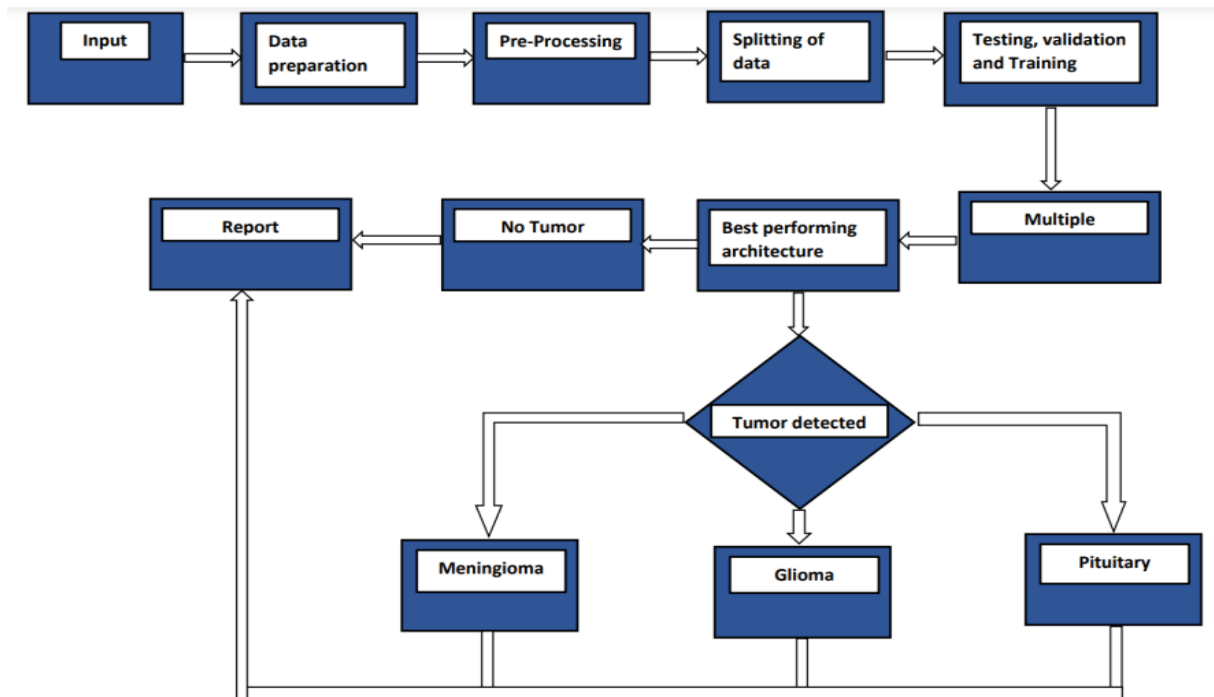 Input
Data
preparation
Pre-Processing
Splitting of
data
Testing, validation
and Training
Report
No Tumor
Best performing
architecture
Multiple
Tumor detected
Meningioma
Glioma
Pituitary